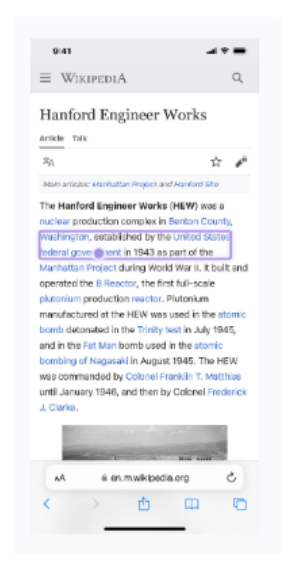 9:41
WIKIPEDIA
Hanford Engineer Works
Article Talk
Main articles: Manhattan Project and Hanford Site
The Hanford Engineer Works (HEW) was a
nuclear production complex in Benton County,
Washington, established by the United States
federal government in 1943 as part of the
Manhattan Project during World War II. It built and
operated the B Reactor, the first full-scale
plutonium production reactor. Plutonium
manufactured at the HEW was used in the atomic
bomb detonated in the Trinity test in July 1945,
and in the Fat Man bomb used in the atomic
bombing of Nagasaki in August 1945. The HEW
was commanded by Colonel Franklin T. Matthias
until January 1946, and then by Colonel Frederick
J. Clarke.
AA en.m.wikipedia.org